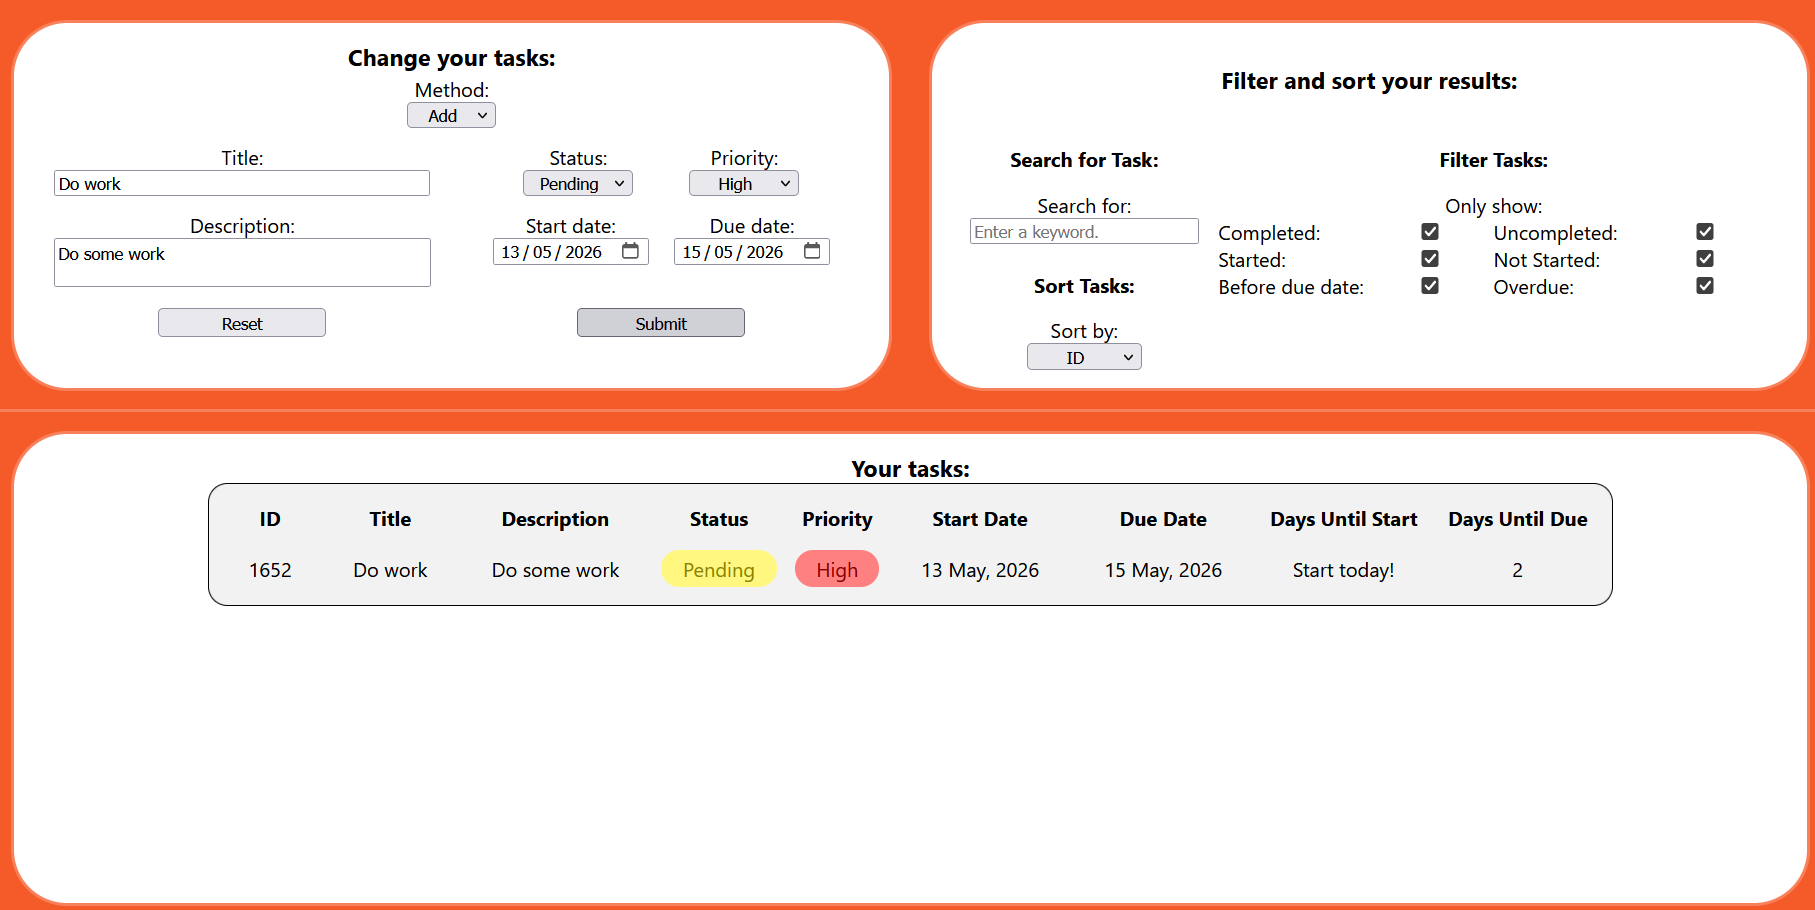 Change your tasks:
Method:
Add
Title:
Do work
Status:
Pending
Priority:
High
Description:
Do some work
Start date:
13 / 05 / 2026
Due date:
15 / 05 / 2026
Reset
Submit
Filter and sort your results:
Search for Task:
Search for:
Enter a keyword.
Sort Tasks:
Sort by:
ID
Filter Tasks:
Only show:
Completed: Uncompleted:
Started: Not Started:
Before due date: Overdue:
Your tasks:
ID Title Description Status Priority Start Date Due Date Days Until Start Days Until Due
1652 Do work Do some work Pending High 13 May, 2026 15 May, 2026 Start today! 2